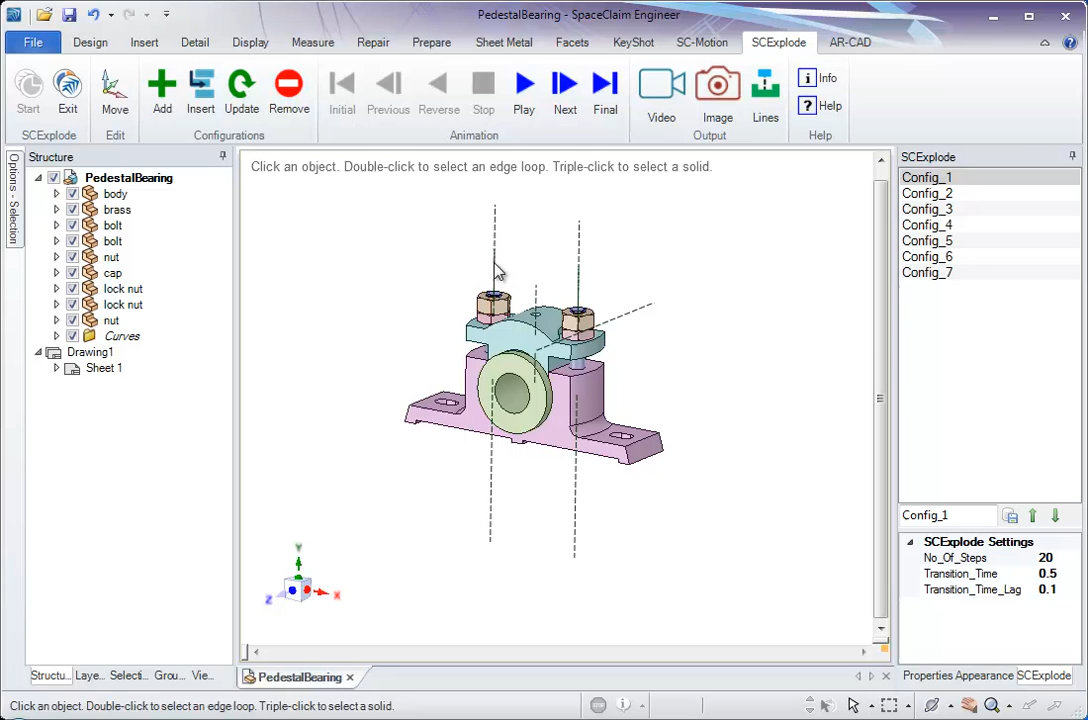 PedestalBearing - SpaceClaim Engineer
File Design Insert Detail Display Measure Repair Prepare Sheet Metal Facets KeyShot SC-Motion SCExplode AR-CAD
Start Exit Move Add Insert Update Remove Initial Previous Reverse Stop Play Next Final Video Image Lines Info
Help
SCExplode Edit Configurations Animation Output Help
Options - Selection
Structure
PedestalBearing
body
brass
bolt
bolt
nut
cap
lock nut
lock nut
nut
Curves
Drawing1
Sheet 1
Click an object. Double-click to select an edge loop. Triple-click to select a solid.
Y
Z
X
SCExplode
Config_1
Config_2
Config_3
Config_4
Config_5
Config_6
Config_7
Config_1
SCExplode Settings
No_Of_Steps 20
Transition_Time 0.5
Transition_Time_Lag 0.1
Structu... Laye... Selecti... Grou... Vie...
PedestalBearing
Properties Appearance SCExplode
Click an object. Double-click to select an edge loop. Triple-click to select a solid.